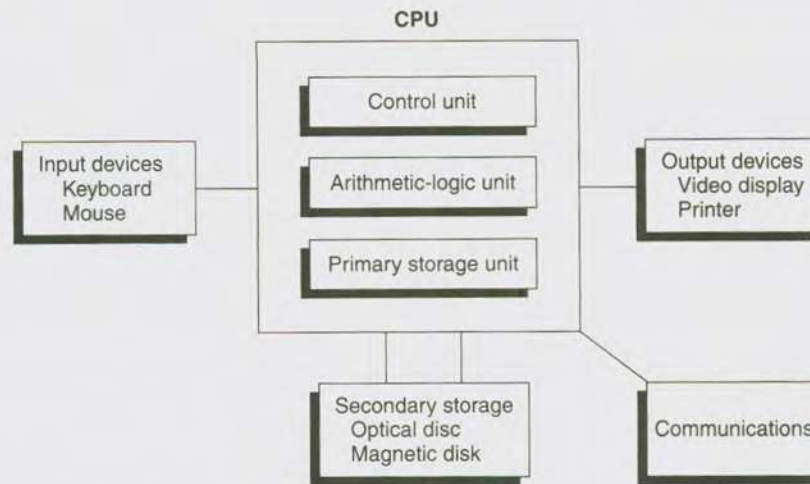 CPU
Control unit
Input devices
Keyboard
Mouse
Arithmetic-logic unit
Output devices
Video display
Printer
Primary storage unit
Secondary storage
Optical disc
Magnetic disk
Communications